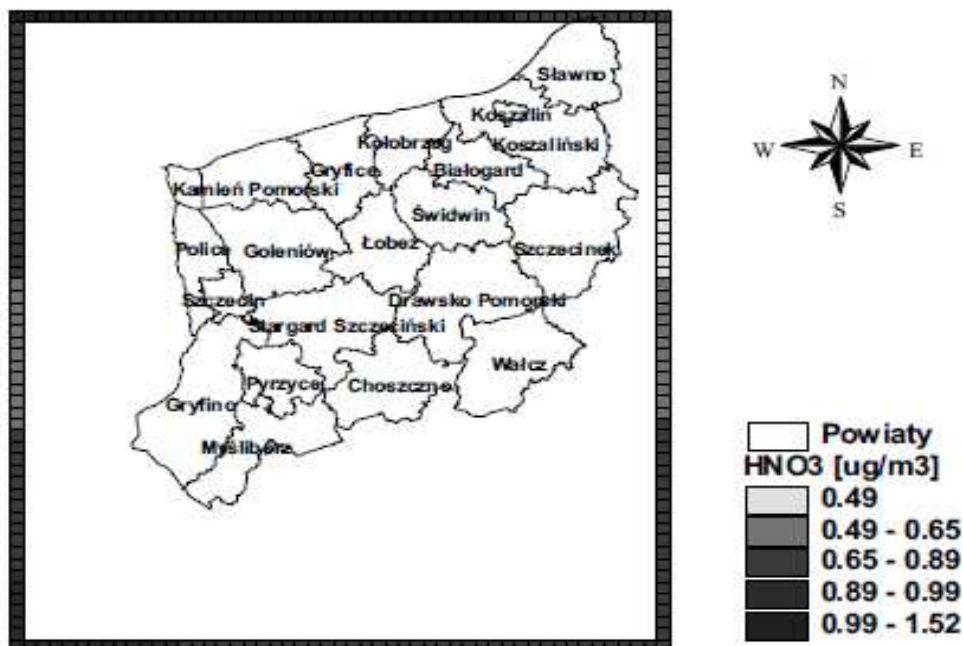 Sławno
Koszalin
Kołobrzeg
Koszaliński
Gryfice
Białogard
Kamień Pomorski
Świdwin
Police
Goleniów
Łobez
Szczecinek
Szczecin
Drawsko Pomorski
Stargard Szczeciński
Wałcz
Pyrzyce
Choszczno
Gryfino
Myślibórz
N
W
E
S
Powiaty
HNO3 [ug/m3]
0.49
0.49 - 0.65
0.65 - 0.89
0.89 - 0.99
0.99 - 1.52